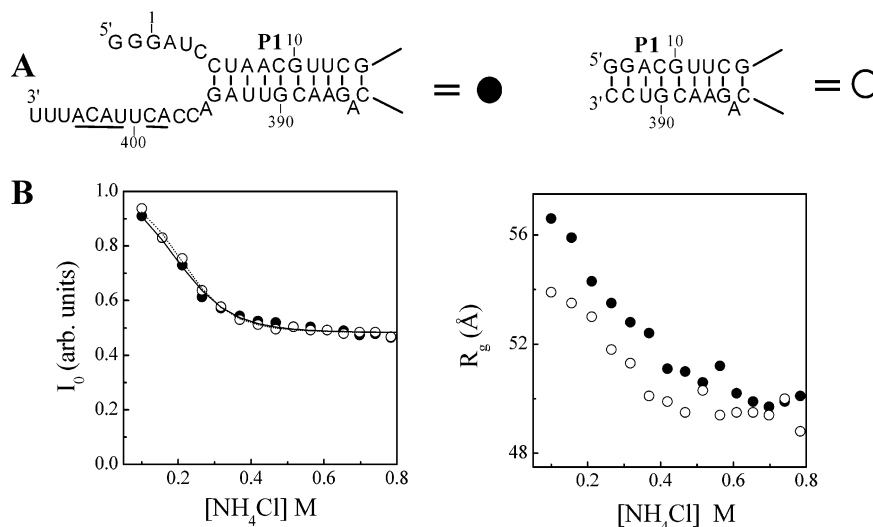 A
5' G G G A U C C U A A C G U U C G
1 P1 10
3' U U U A C A U U C A C C A G A U U G C A A G A C
400 390
= ●
P1 10
5' G G A C G U U C G
3' C C U G C A A G A C
390
= ○
B
I₀ (arb. units)
1.0
0.8
0.6
0.4
0.2
0.0
0.2 0.4 0.6 0.8
[NH₄Cl] M
R_g (Å)
56
52
48
0.2 0.4 0.6 0.8
[NH₄Cl] M